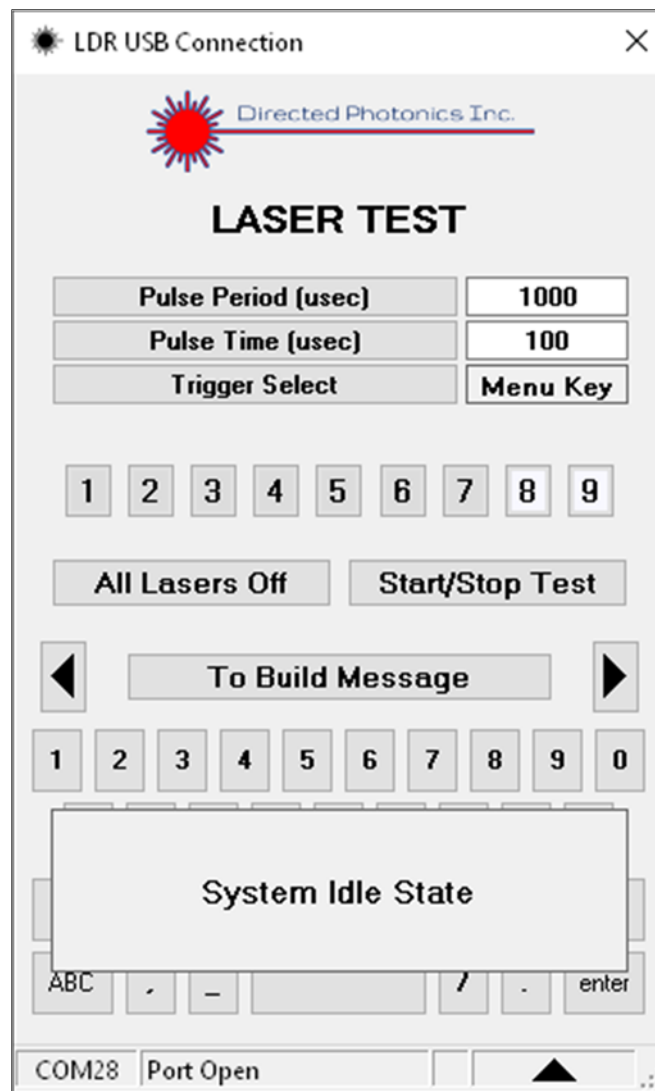 LDR USB Connection
Directed Photonics Inc.
LASER TEST
Pulse Period (usec) 1000
Pulse Time (usec) 100
Trigger Select Menu Key
1 2 3 4 5 6 7 8 9
All Lasers Off Start/Stop Test
To Build Message
1 2 3 4 5 6 7 8 9 0
System Idle State
ABC , _ / . enter
COM28 Port Open